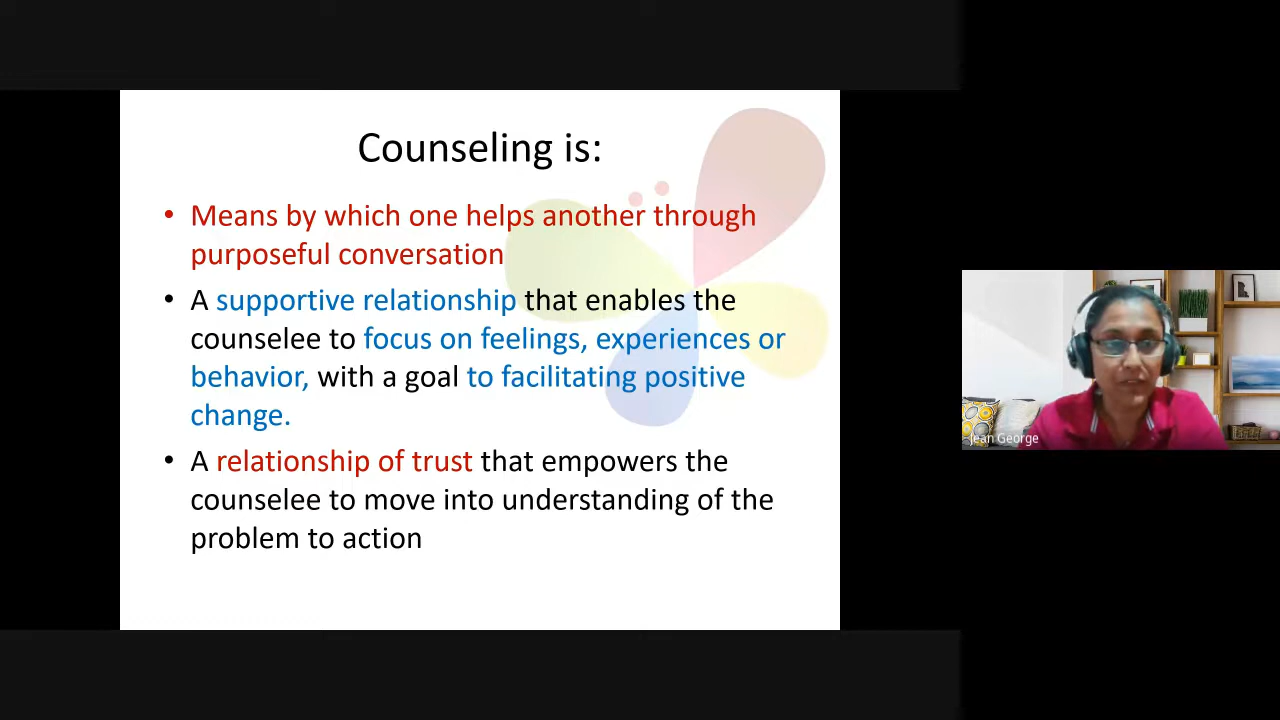 Counseling is:
• Means by which one helps another through
purposeful conversation
• A supportive relationship that enables the
counselee to focus on feelings, experiences or
behavior, with a goal to facilitating positive
change.
• A relationship of trust that empowers the
counselee to move into understanding of the
problem to action
Jean George